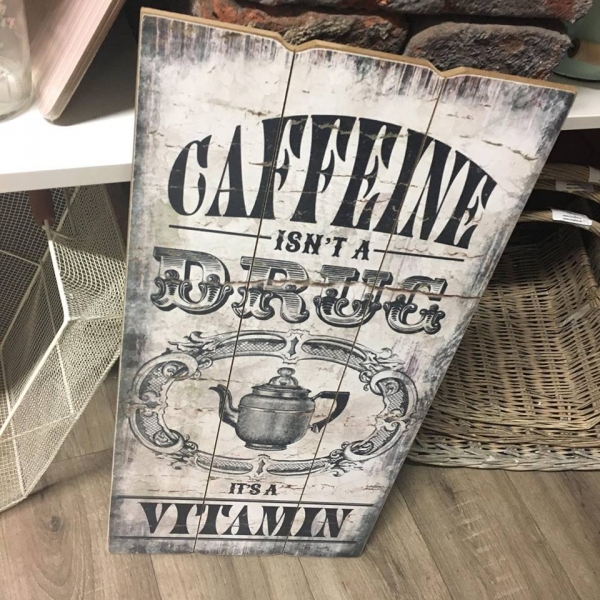 CAFFEINE
ISN'T A
DRUG
IT'S A
VITAMIN